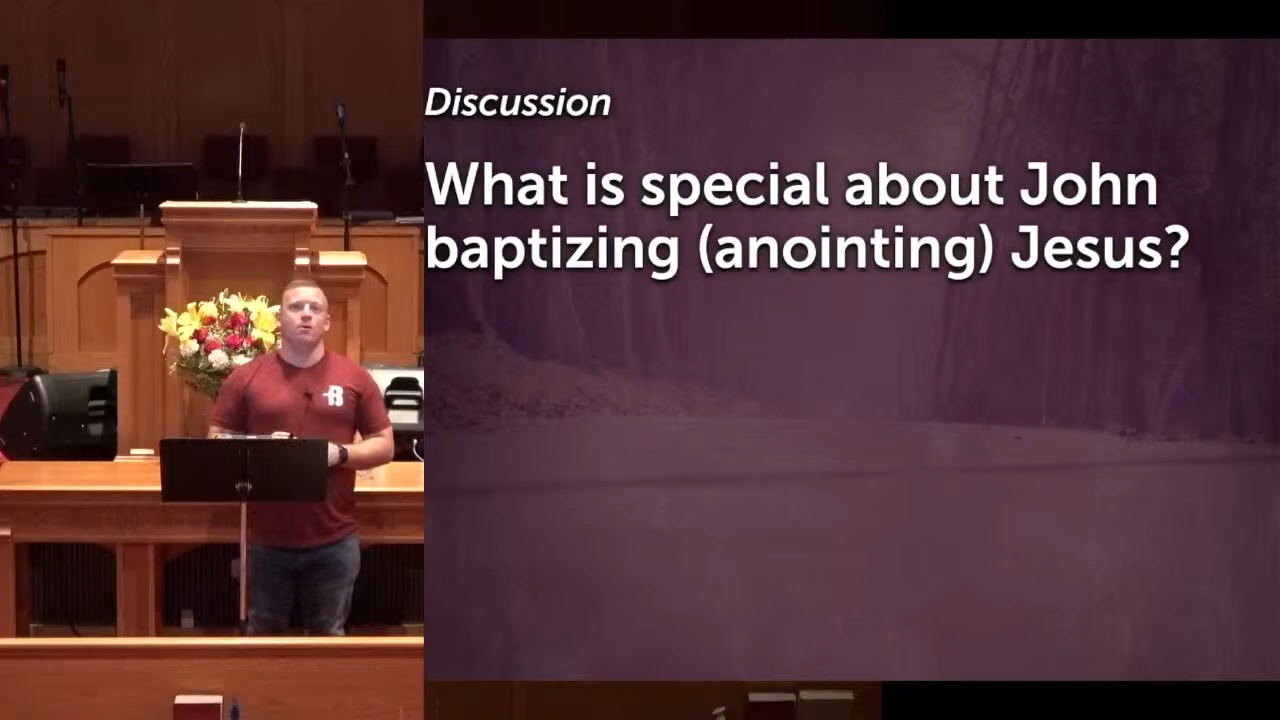 Discussion
What is special about John
baptizing (anointing) Jesus?
B